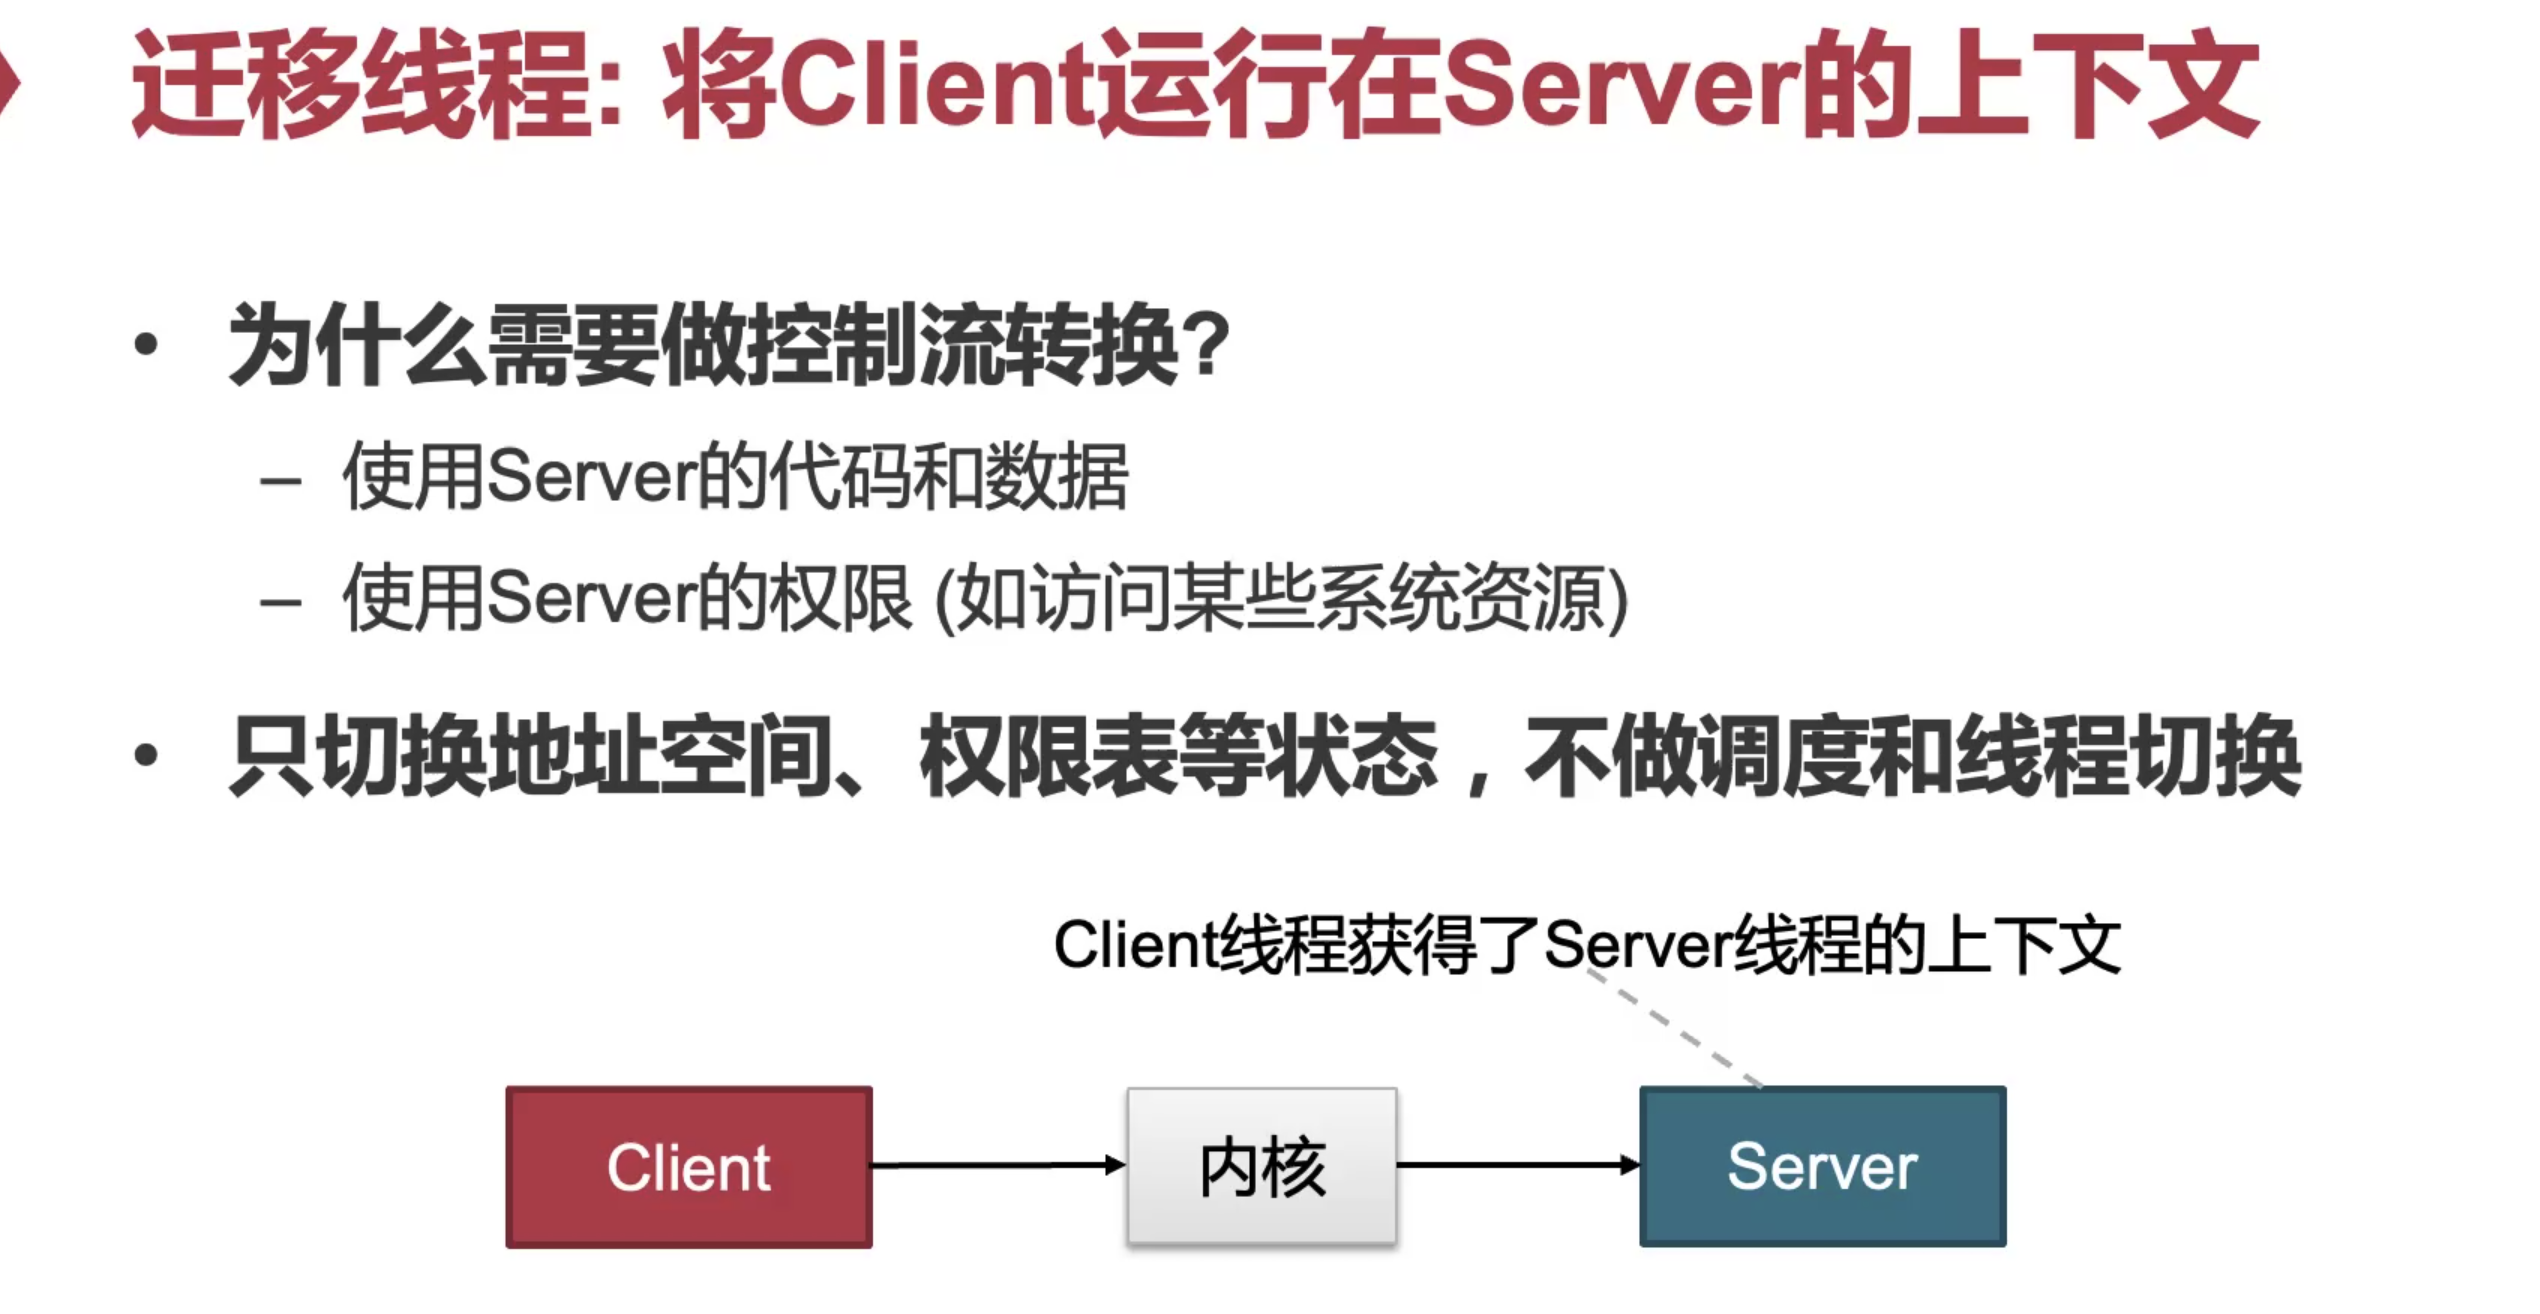 迁移线程: 将Client运行在Server的上下文
• 为什么需要做控制流转换?
– 使用Server的代码和数据
– 使用Server的权限 (如访问某些系统资源)
• 只切换地址空间、权限表等状态，不做调度和线程切换
Client线程获得了Server线程的上下文
Client
内核
Server